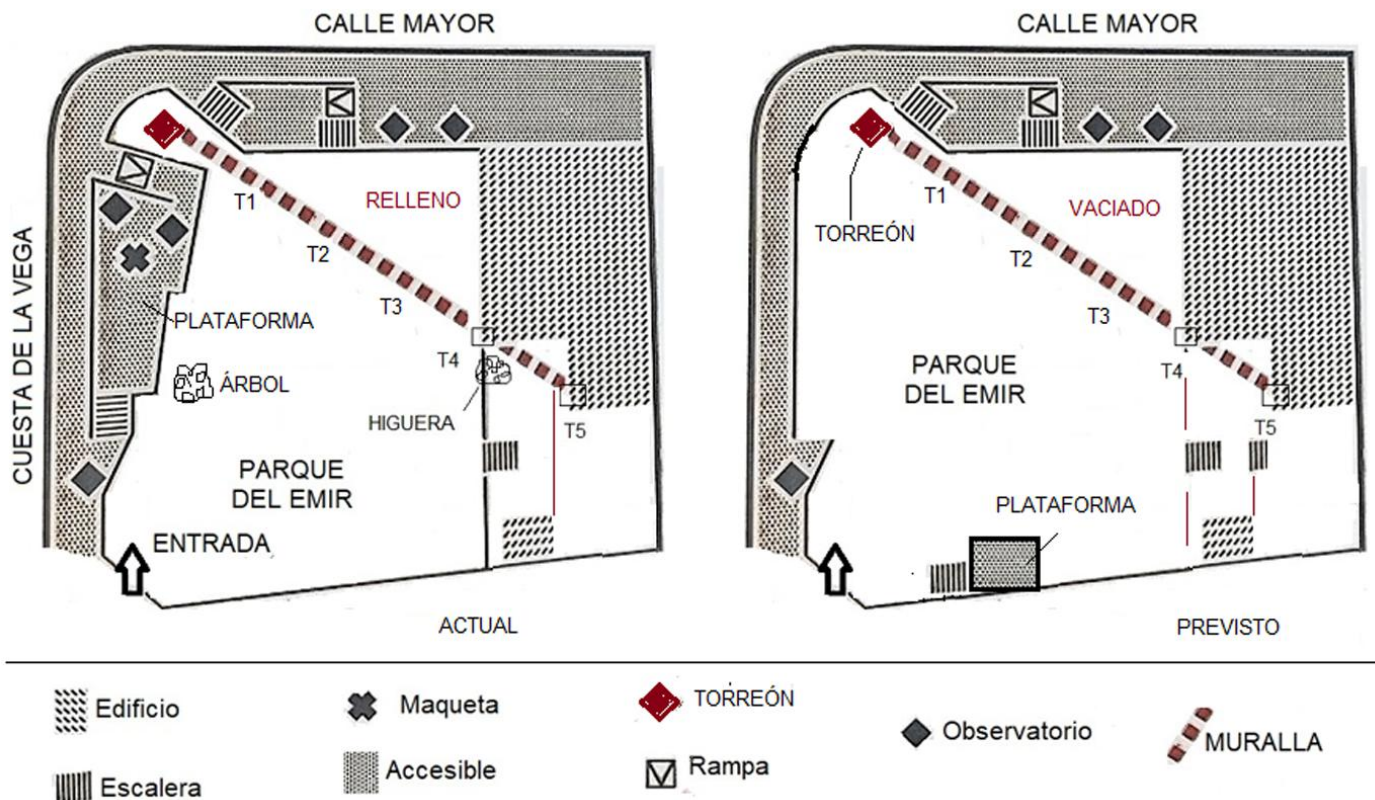 CALLE MAYOR
CUESTA DE LA VEGA
T1
RELLENO
T2
T3
PLATAFORMA
T4
ÁRBOL
HIGUERA
T5
PARQUE
DEL EMIR
ENTRADA
ACTUAL
CALLE MAYOR
T1
VACIADO
TORREÓN
T2
T3
T4
PARQUE
DEL EMIR
T5
PLATAFORMA
PREVISTO
Edificio
Maqueta
TORREÓN
Observatorio
MURALLA
Escalera
Accesible
Rampa